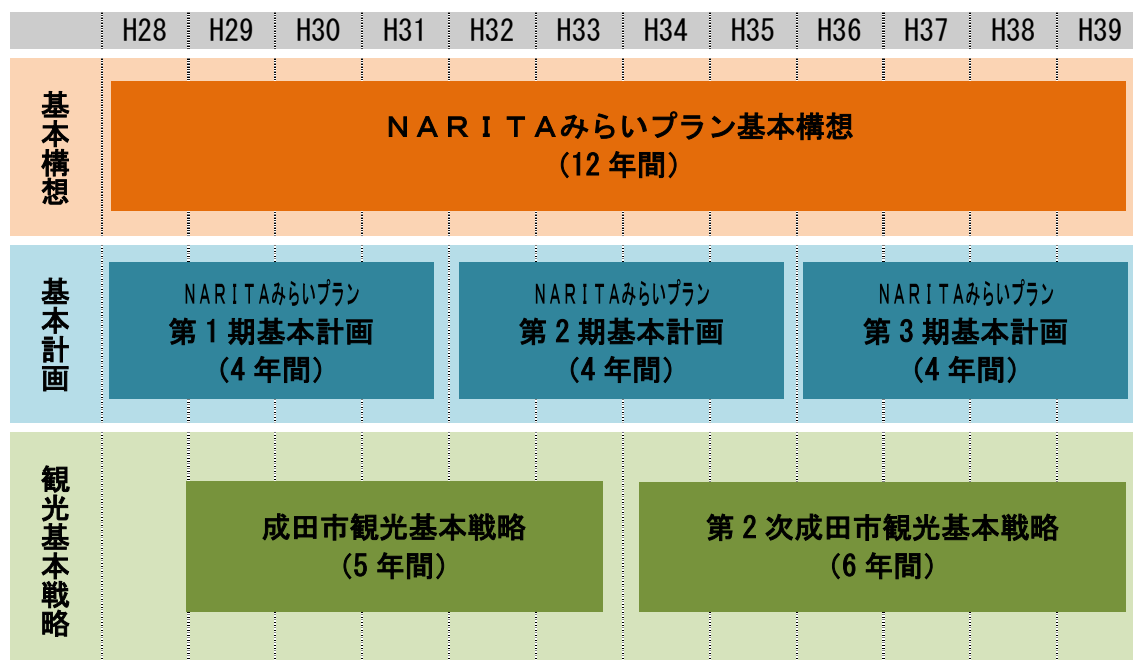 H28 H29 H30 H31 H32 H33 H34 H35 H36 H37 H38 H39
基本構想
ＮＡＲＩＴＡみらいプラン基本構想
(12 年間)
基本計画
ＮＡＲＩＴＡみらいプラン
第 1 期基本計画
(4 年間)
ＮＡＲＩＴＡみらいプラン
第 2 期基本計画
(4 年間)
ＮＡＲＩＴＡみらいプラン
第 3 期基本計画
(4 年間)
観光基本戦略
成田市観光基本戦略
(5 年間)
第 2 次成田市観光基本戦略
(6 年間)